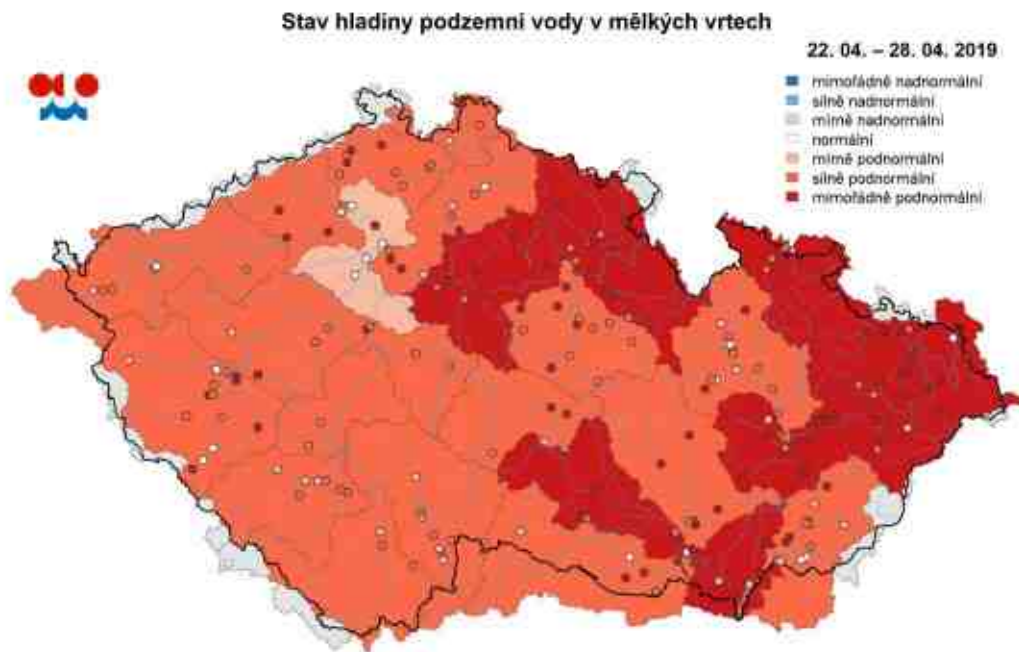 Stav hladiny podzemní vody v mělkých vrtech
22. 04. – 28. 04. 2019
mimořádně nadnormální
silně nadnormální
mírně nadnormální
normální
mírně podnormální
silně podnormální
mimořádně podnormální